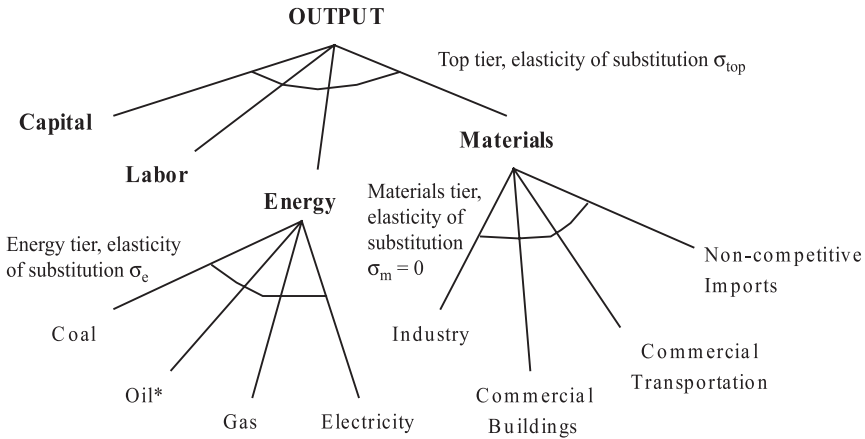 OUTPUT
Top tier, elasticity of substitution σtop
Capital
Labor
Energy
Materials
Energy tier, elasticity
of substitution σe
Materials tier,
elasticity of
substitution
σm = 0
Coal
Oil*
Gas
Electricity
Industry
Commercial
Buildings
Commercial
Transportation
Non-competitive
Imports